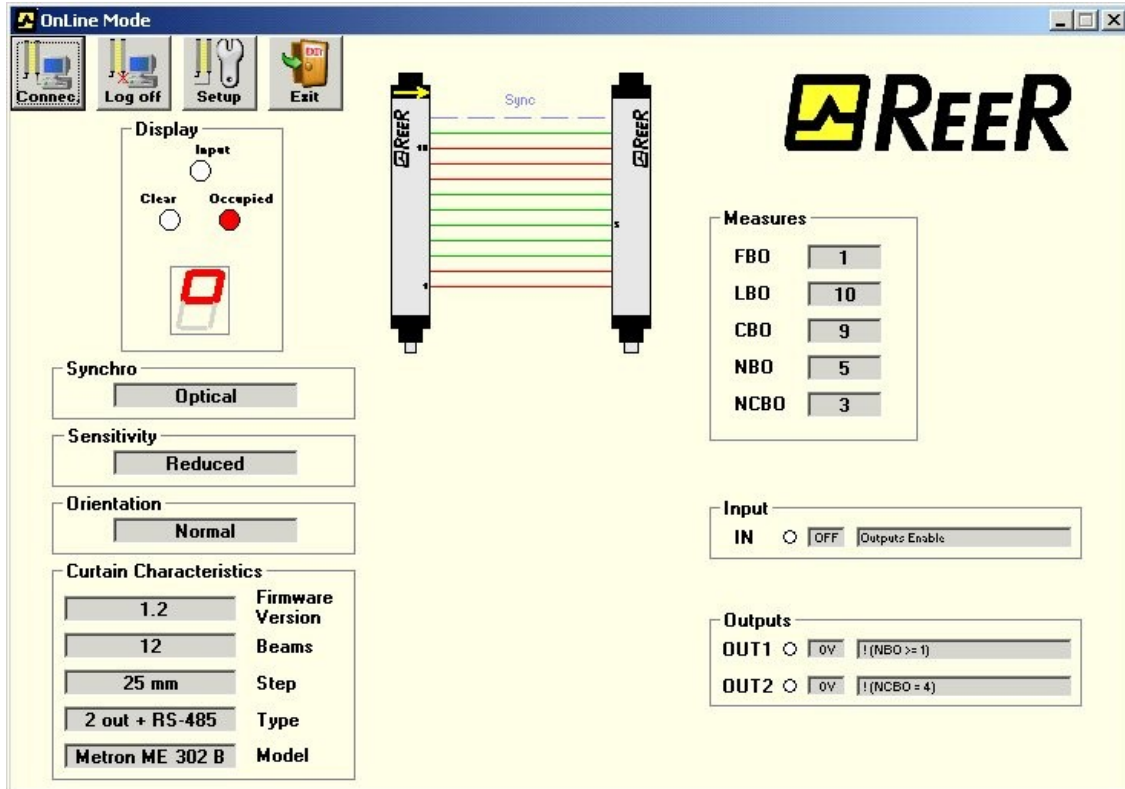 OnLine Mode
Connec.
Log off
Setup
EXIT
Exit
Display
Input
Clear
Occupied
Sync
REER
REER
10
5
1
REER
Measures
FBO 1
LBO 10
CBO 9
NBO 5
NCBO 3
Synchro
Optical
Sensitivity
Reduced
Orientation
Normal
Curtain Characteristics
1.2 Firmware Version
12 Beams
25 mm Step
2 out + RS-485 Type
Metron ME 302 B Model
Input
IN OFF Outputs Enable
Outputs
OUT1 0V !(NBO >= 1)
OUT2 0V !(NCBO = 4)